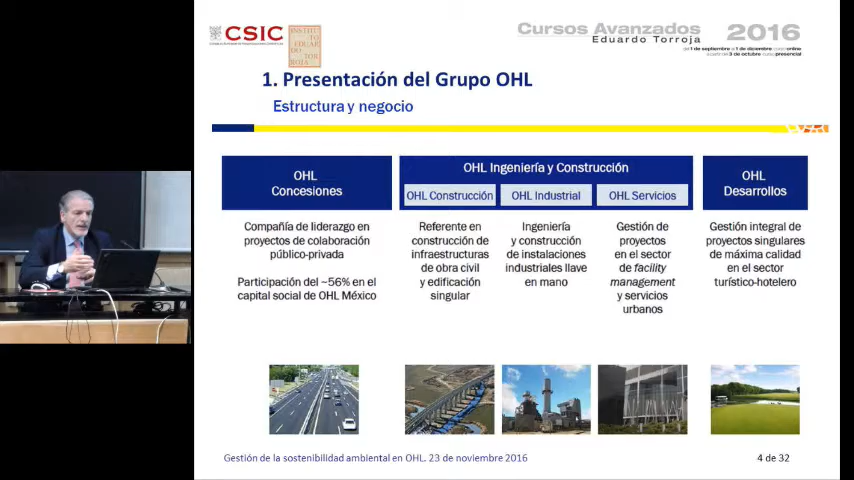 CSIC
INSTITU
TO EDUAR
DO TOR
ROJA
Cursos Avanzados
Eduardo Torroja
2016
del 1 de septiembre a 1 de diciembre, curso online
a partir del 3 de octubre curso presencial
1. Presentación del Grupo OHL
Estructura y negocio
OHL
Concesiones
Compañía de liderazgo en
proyectos de colaboración
público-privada
Participación del ~56% en el
capital social de OHL México
OHL Ingeniería y Construcción
OHL Construcción
Referente en
construcción de
infraestructuras
de obra civil
y edificación
singular
OHL Industrial
Ingeniería
y construcción
de instalaciones
industriales llave
en mano
OHL Servicios
Gestión de
proyectos
en el sector
de facility
management
y servicios
urbanos
OHL
Desarrollos
Gestión integral de
proyectos singulares
de máxima calidad
en el sector
turístico-hotelero
Gestión de la sostenibilidad ambiental en OHL. 23 de noviembre 2016
4 de 32